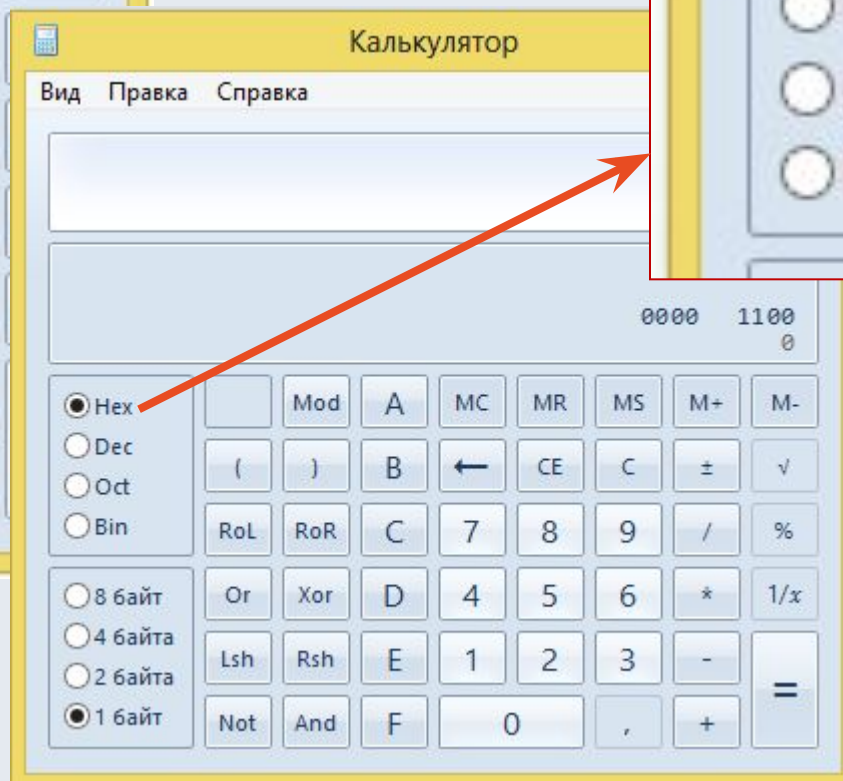 Калькулятор
Вид Правка Справка
0000 1100
0
Hex Mod A MC MR MS M+ M-
Dec
( ) B ← CE C ± √
Oct
Bin RoL RoR C 7 8 9 / %
8 байт Or Xor D 4 5 6 * 1/x
4 байта
Lsh Rsh E 1 2 3 - =
2 байта
1 байт Not And F 0 , +